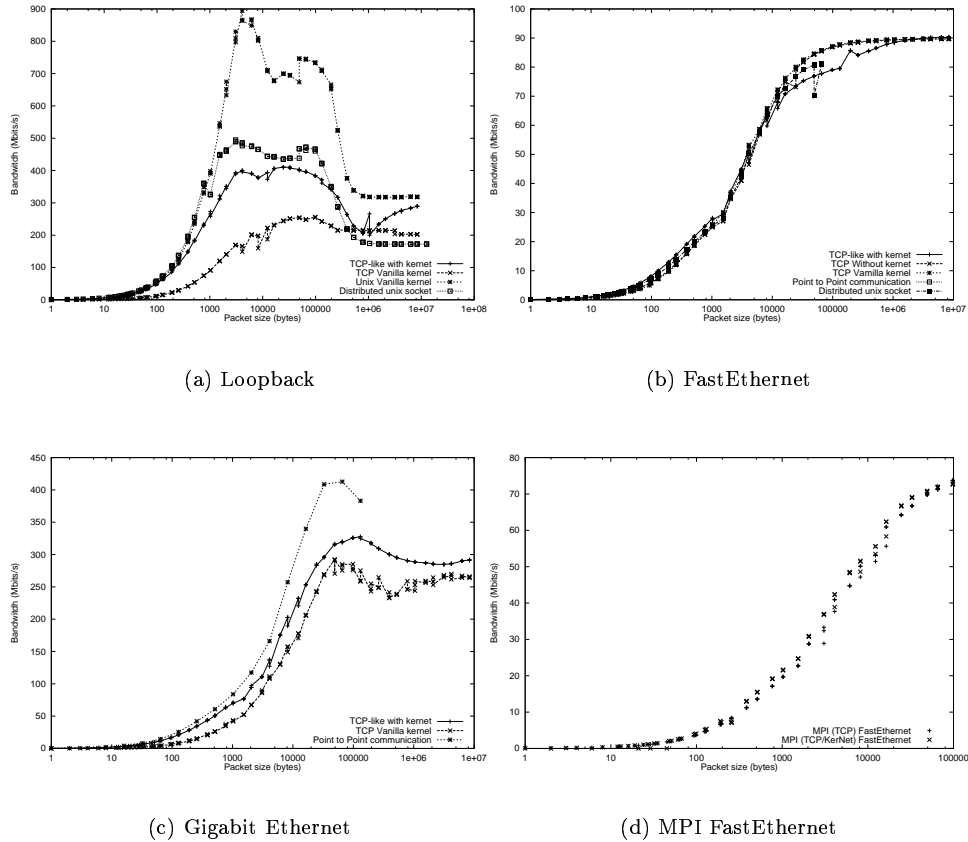 900
800
700
600
500
400
300
200
100
0
Bandwitdh (Mbits/s)
1 10 100 1000 10000 100000 1e+06 1e+07 1e+08
Packet size (bytes)
TCP-like with kernet
TCP Vanilla kernel
Unix Vanilla kernel
Distributed unix socket
(a) Loopback
100
90
80
70
60
50
40
30
20
10
0
Bandwitdh (Mbits/s)
1 10 100 1000 10000 100000 1e+06 1e+07
Packet size (bytes)
TCP-like with kernet
TCP Without kernet
TCP Vamilla kernel
Point to Point communication
Distributed unix socket
(b) FastEthernet
450
400
350
300
250
200
150
100
50
0
Bandwitdh (Mbits/s)
1 10 100 1000 10000 100000 1e+06 1e+07
Packet size (bytes)
TCP-like with kernet
TCP Vanilla kernel
Point to Point communication
(c) Gigabit Ethernet
80
70
60
50
40
30
20
10
0
Bandwitdh (Mbits/s)
1 10 100 1000 10000 100000
Packet size (bytes)
MPI (TCP) FastEthernet
MPI (TCP/KerNet) FastEthernet
(d) MPI FastEthernet